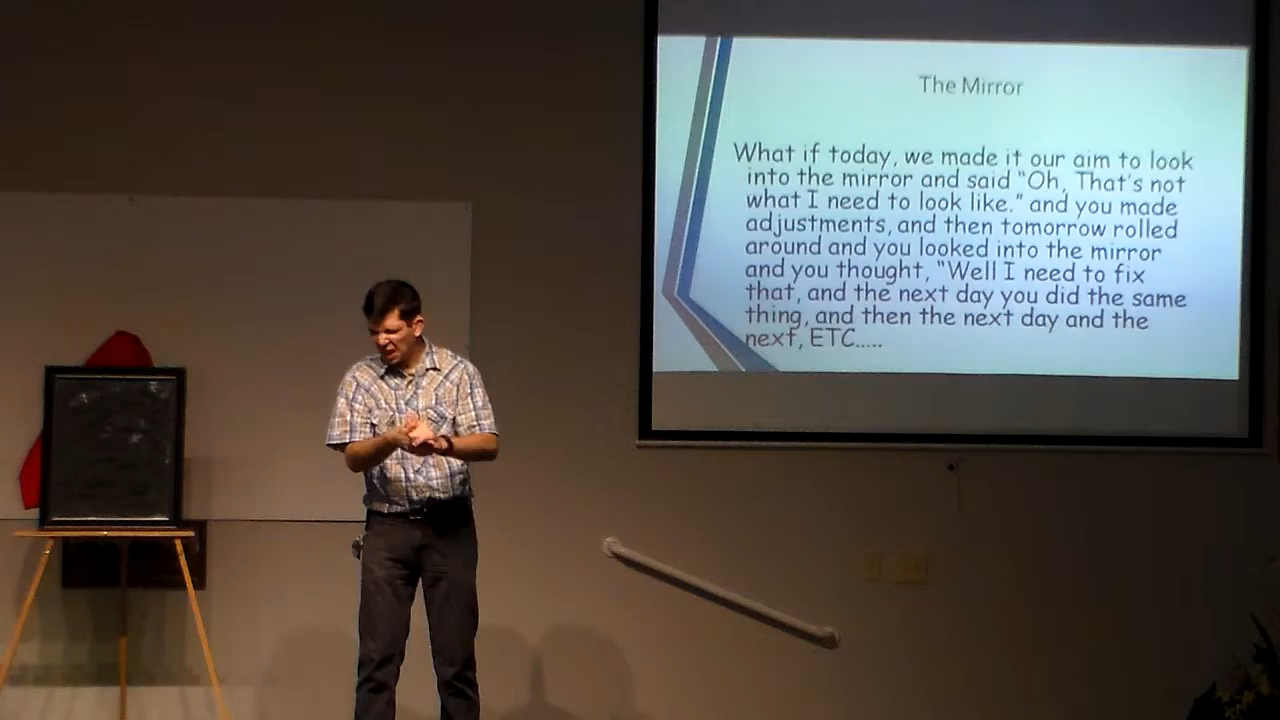 The Mirror
What if today, we made it our aim to look
into the mirror and said "Oh, That's not
what I need to look like." and you made
adjustments, and then tomorrow rolled
around and you looked into the mirror
and you thought, "Well I need to fix
that, and the next day you did the same
thing, and then the next day and the
next, ETC.....